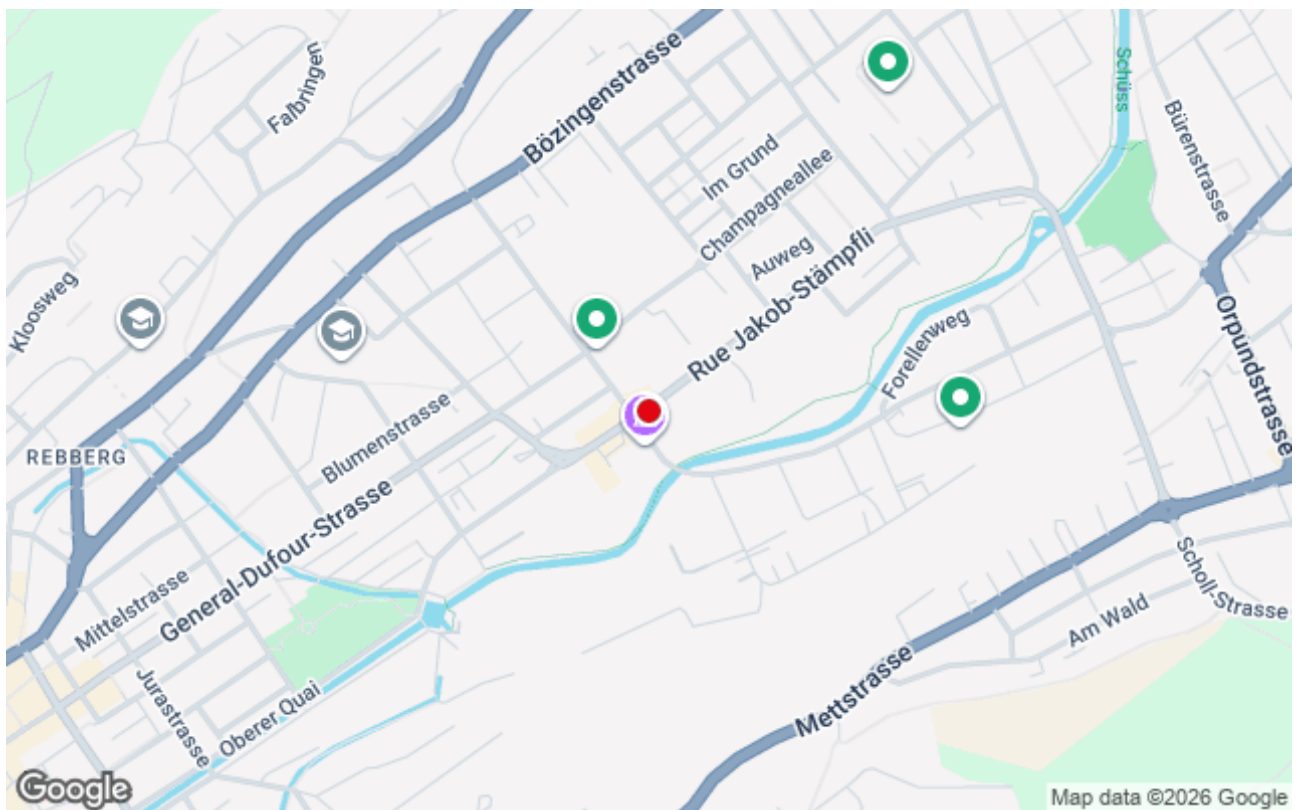 Falbringen
Bözingenstrasse
Schüss
Bürenstrasse
Im Grund
Champagneallee
Auweg
Kloosweg
Rue Jakob-Stämpfli
Forellenweg
Orpundstrasse
Blumenstrasse
REBBERG
General-Dufour-Strasse
Mittelstrasse
Scholl-Strasse
Am Wald
Jurastrasse
Oberer Quai
Mettstrasse
Google
Map data ©2026 Google